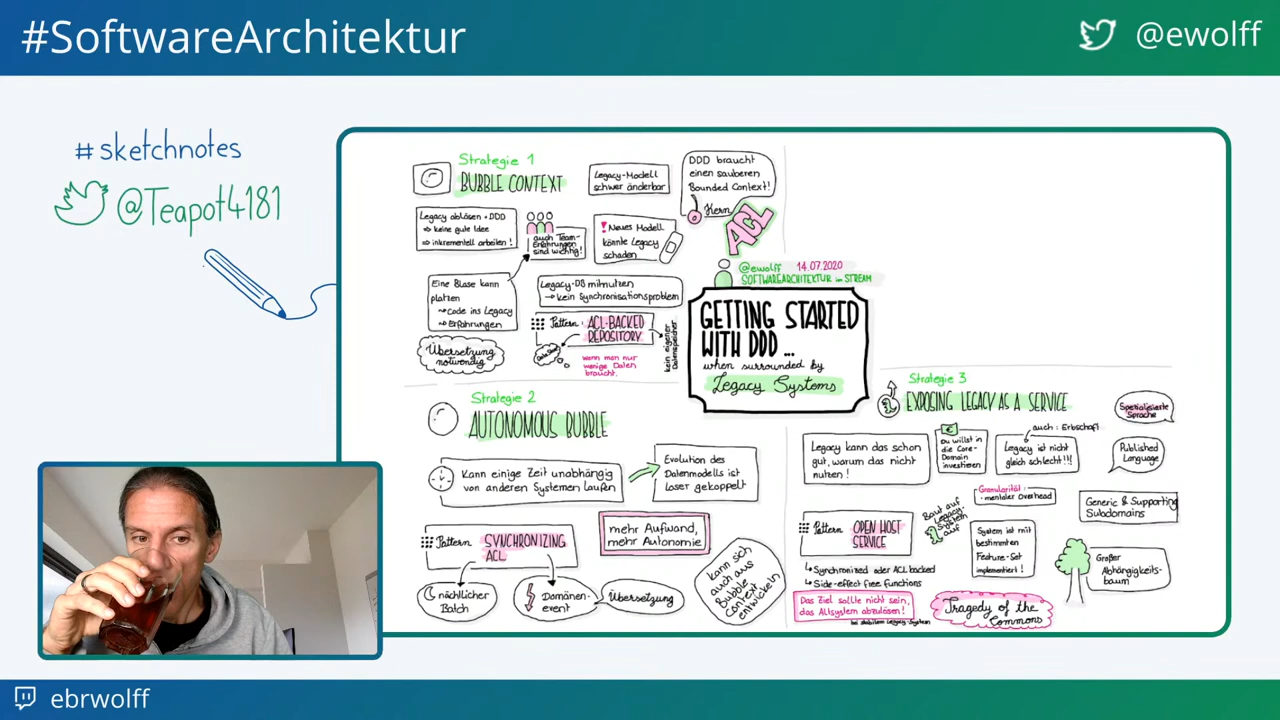 #SoftwareArchitektur
@ewolff
#sketchnotes
@Teapot4181
Strategie 1
BUBBLE CONTEXT
Legacy-Modell
schwer änderbar
DDD braucht
einen sauberen
Bounded Context!
Kern
ACL
Legacy ablösen + DDD
⇒ keine gute Idee
⇒ inkrementell arbeiten!
auch Team-
Erfahrungen
sind wichtig!
! Neues Modell
könnte Legacy
schaden
Eine Blase kann
platzen
→ Code ins Legacy
→ Erfahrungen
Legacy-DB mitnutzen
→ kein Synchronisationsproblem
Pattern:
ACL-BACKED
REPOSITORY
kein eigener
Datenspeicher
wenn man nur
wenige Daten
braucht.
Übersetzung
notwendig
@ewolff 14.07.2020
SOFTWAREARCHITEKTUR im STREAM
GETTING STARTED
WITH DDD ...
when surrounded by
Legacy Systems
Strategie 2
AUTONOMOUS BUBBLE
Kann einige Zeit unabhängig
von anderen Systemen laufen
Evolution des
Datenmodells ist
loser gekoppelt
Pattern
SYNCHRONIZING
ACL
mehr Aufwand,
mehr Autonomie
nächtlicher
Batch
Domänen-
event
Übersetzung
kann sich
auch aus
Bubble
Context
entwickeln
Strategie 3
EXPOSING LEGACY AS A SERVICE
Spezialisierte
Sprache
Legacy kann das schon
gut, warum das nicht
nutzen!
€
Du willst in
die Core-
Domain
investieren
auch: Erbschaft
Legacy ist nicht
gleich schlecht!!!
Published
Language
Granularität:
• mentaler Overhead
Generic & Supporting
Subdomains
Pattern
OPEN HOST
SERVICE
Baut auf
Legacy-
System
auf
System ist mit
bestimmten
Feature-Set
implementiert!
Großer
Abhängigkeits-
baum
↳ Synchronized oder ACL backed
↳ Side-effect free functions
Das Ziel sollte nicht sein,
das Altsystem abzulösen!
bei stabilem Legacy-System
Tragedy of the
Commons
ebrwolff